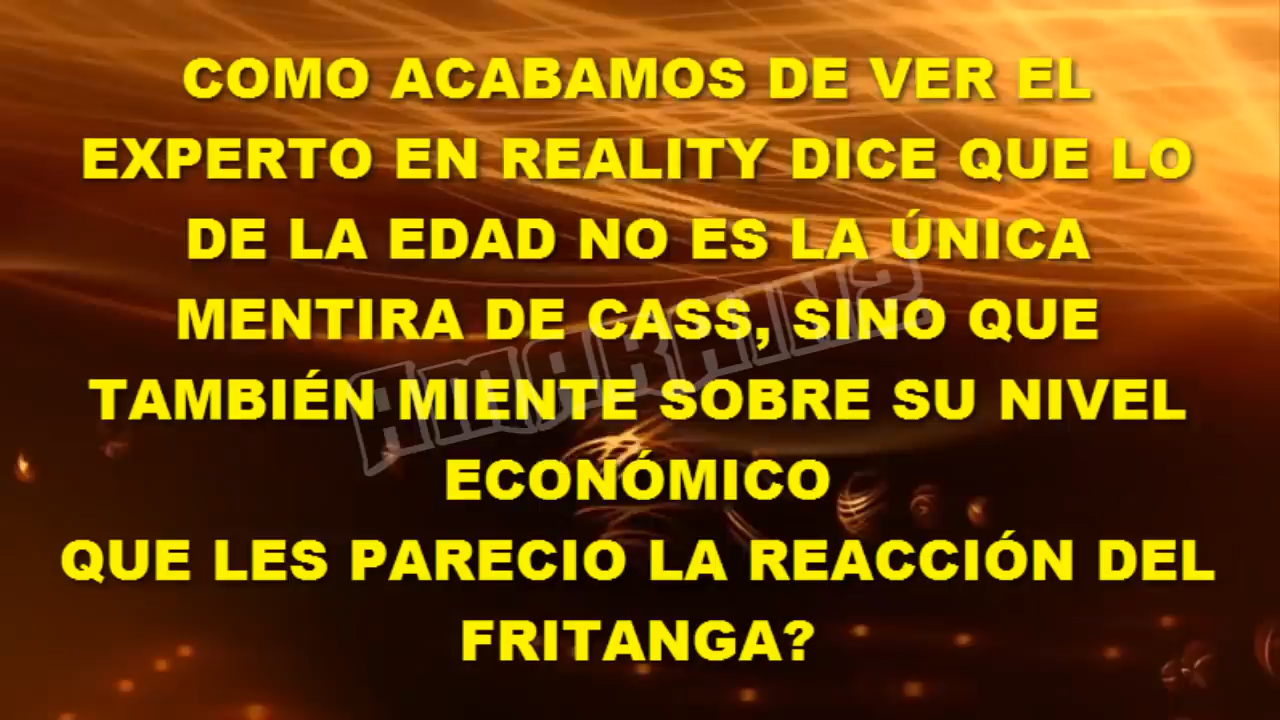 COMO ACABAMOS DE VER EL
EXPERTO EN REALITY DICE QUE LO
DE LA EDAD NO ES LA ÚNICA
MENTIRA DE CASS, SINO QUE
TAMBIÉN MIENTE SOBRE SU NIVEL
ECONÓMICO
QUE LES PARECIO LA REACCIÓN DEL
FRITANGA?